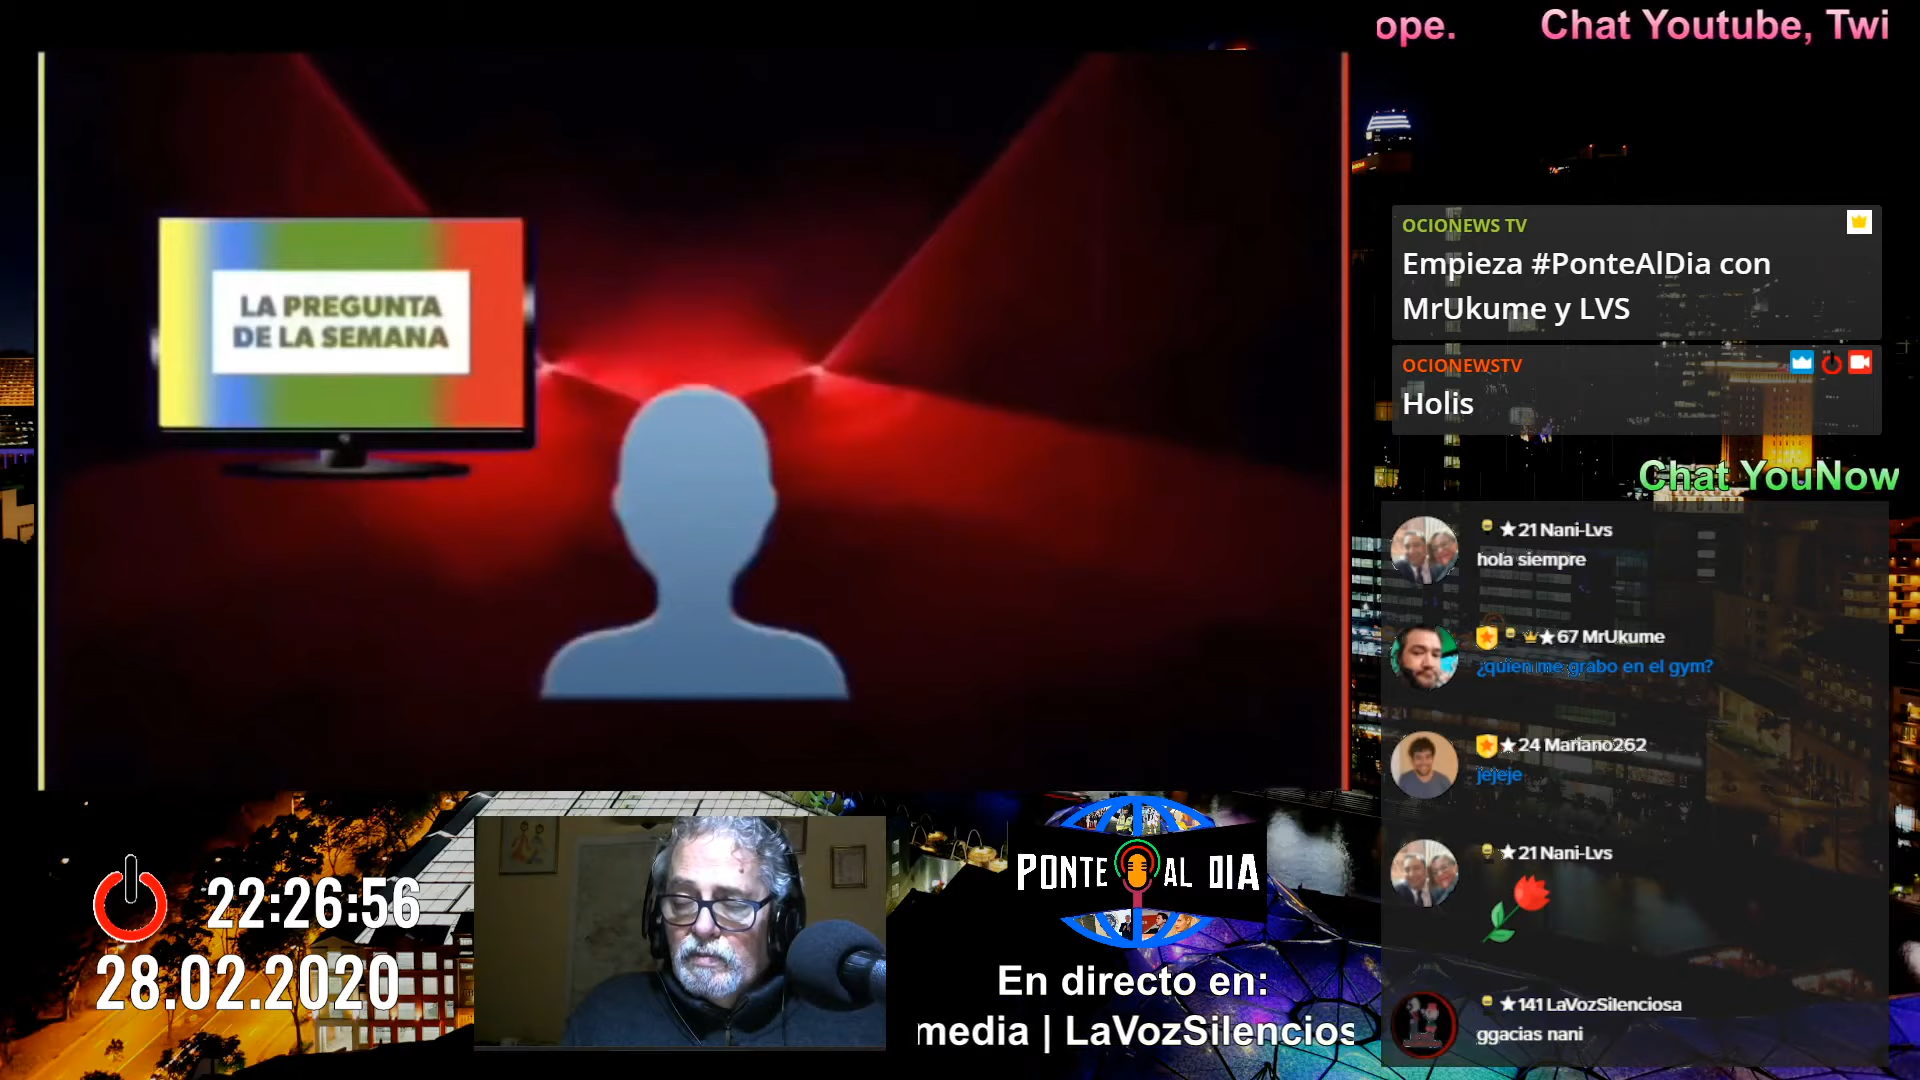 ope. Chat Youtube, Twi
LA PREGUNTA
DE LA SEMANA
OCIONEWS TV
Empieza #PonteAlDia con
MrUkume y LVS
OCIONEWSTV
Holis
Chat YouNow
21 Nani-Lvs
hola siempre
67 MrUkume
¿quien me grabo en el gym?
24 Mariano262
jejeje
21 Nani-Lvs
141 LaVozSilenciosa
ggacias nani
22:26:56
28.02.2020
PONTE AL DIA
En directo en:
media | LaVozSilencios